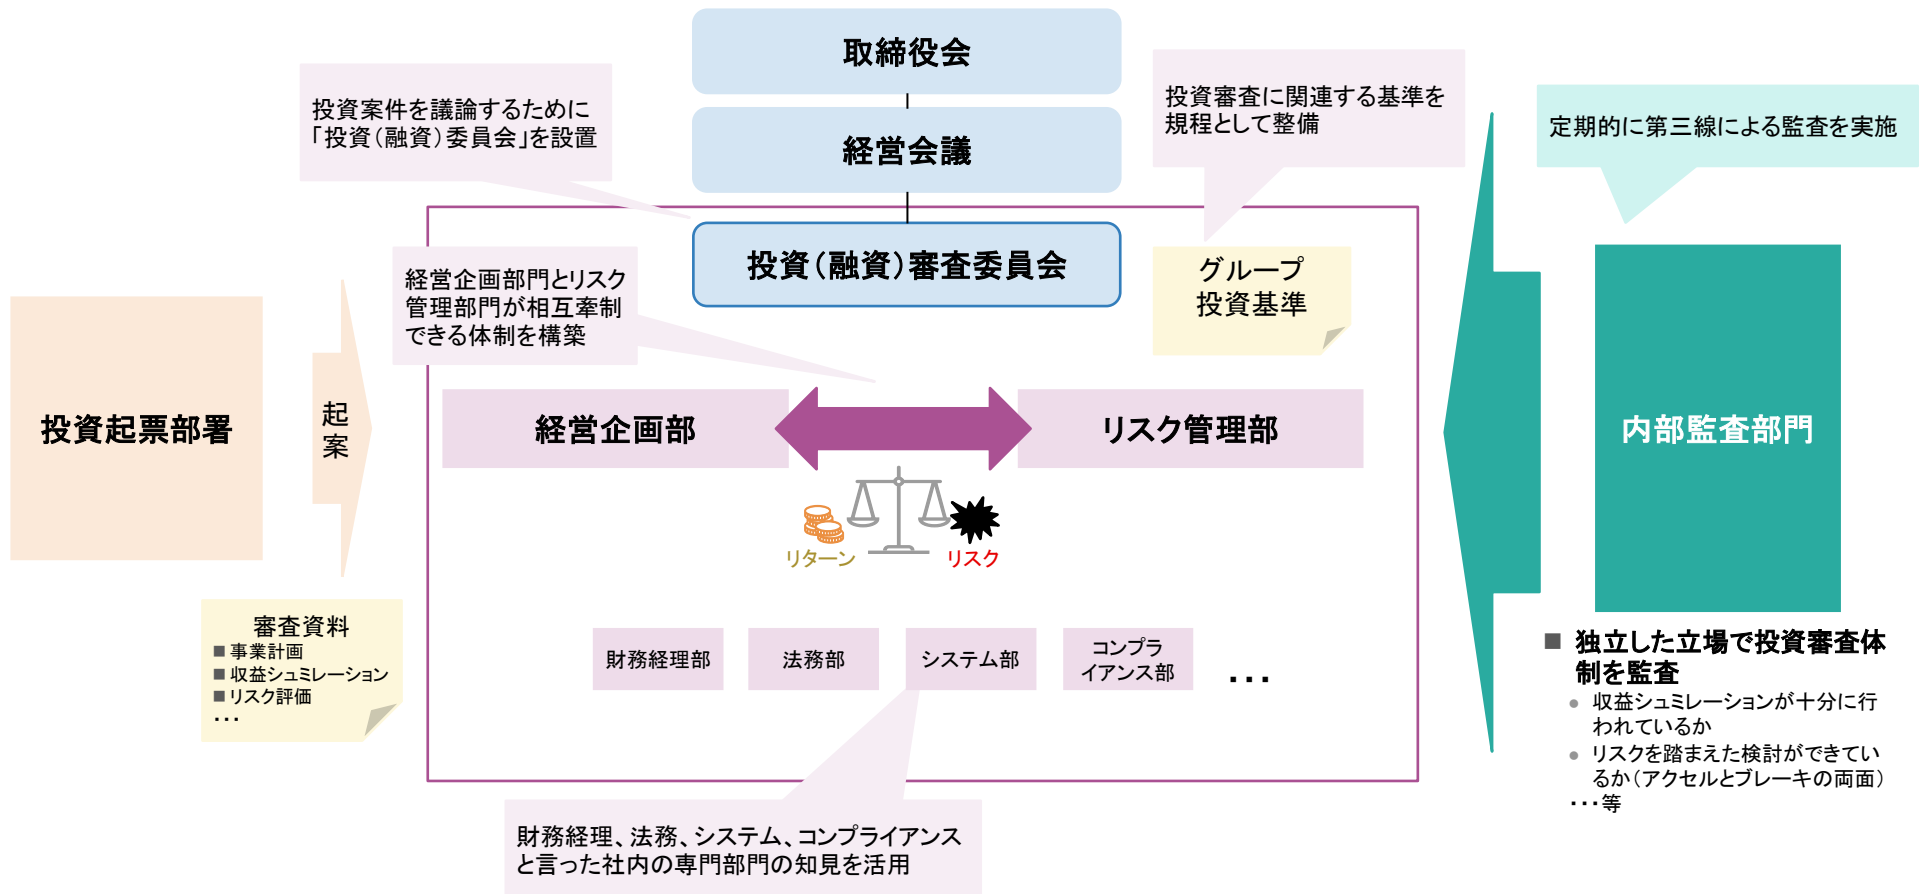 取締役会
経営会議
投資（融資）審査委員会
投資案件を議論するために
「投資（融資）委員会」を設置
投資審査に関連する基準を
規程として整備
定期的に第三線による監査を実施
経営企画部門とリスク
管理部門が相互牽制
できる体制を構築
グループ
投資基準
投資起票部署
起
案
経営企画部
リスク管理部
内部監査部門
リターン
リスク
審査資料
■ 事業計画
■ 収益シュミレーション
■ リスク評価
・・・
財務経理部
法務部
システム部
コンプラ
イアンス部
・・・
■ 独立した立場で投資審査体
制を監査
● 収益シュミレーションが十分に行
われているか
● リスクを踏まえた検討ができてい
るか（アクセルとブレーキの両面）
・・・等
財務経理、法務、システム、コンプライアンス
と言った社内の専門部門の知見を活用